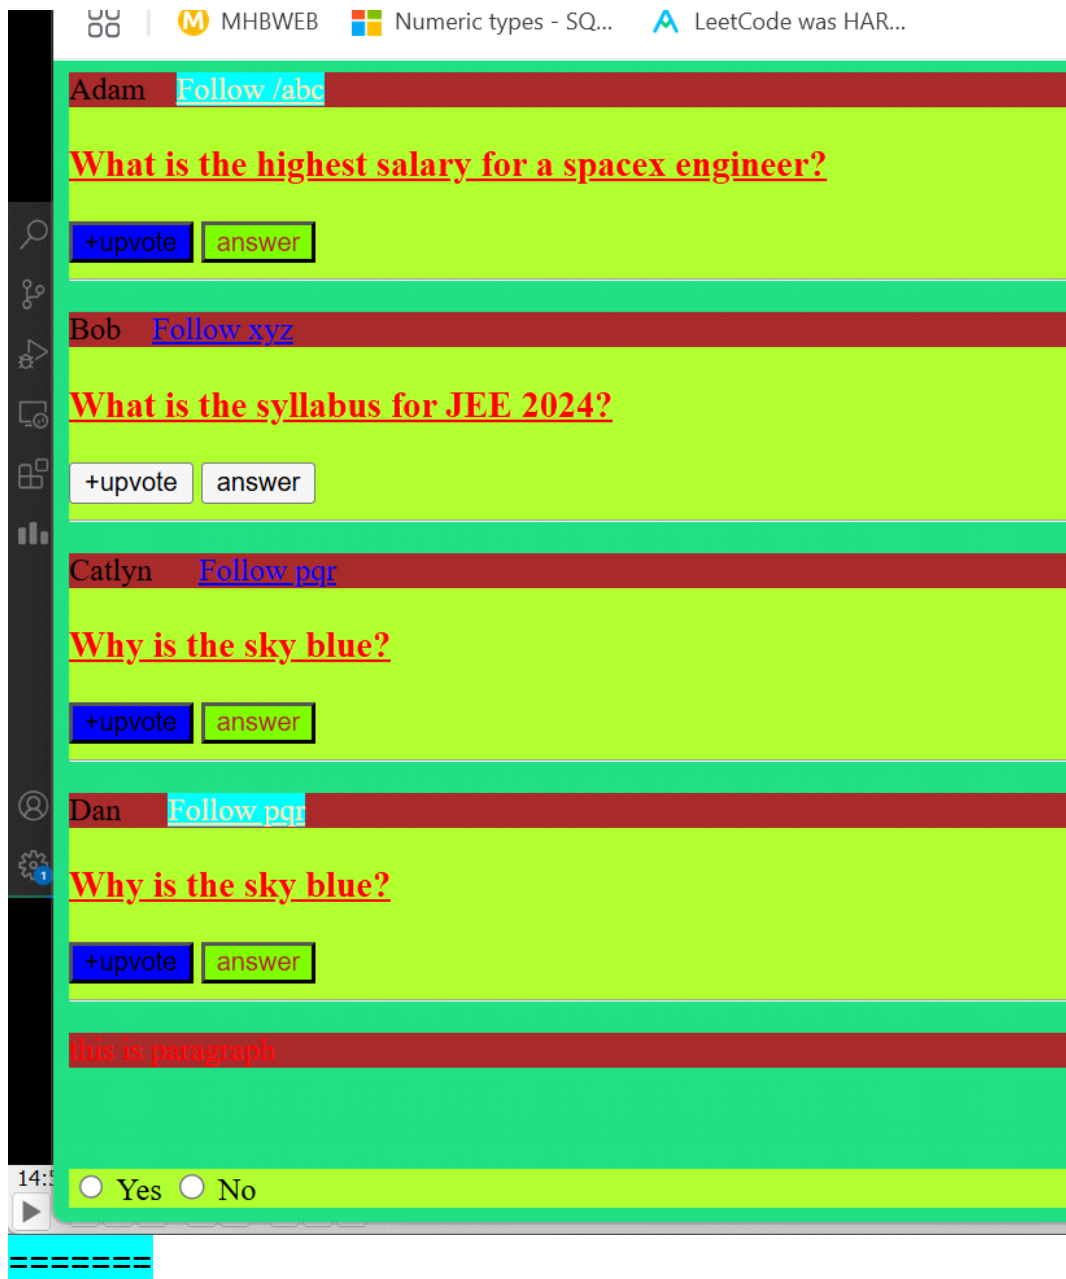 MHBWEB Numeric types - SQ... LeetCode was HAR...
Adam Follow /abc
What is the highest salary for a spacex engineer?
+upvote answer
Bob Follow xyz
What is the syllabus for JEE 2024?
+upvote answer
Catlyn Follow pqr
Why is the sky blue?
+upvote answer
Dan Follow pqr
Why is the sky blue?
+upvote answer
1
this is paragraph
Yes No
=======